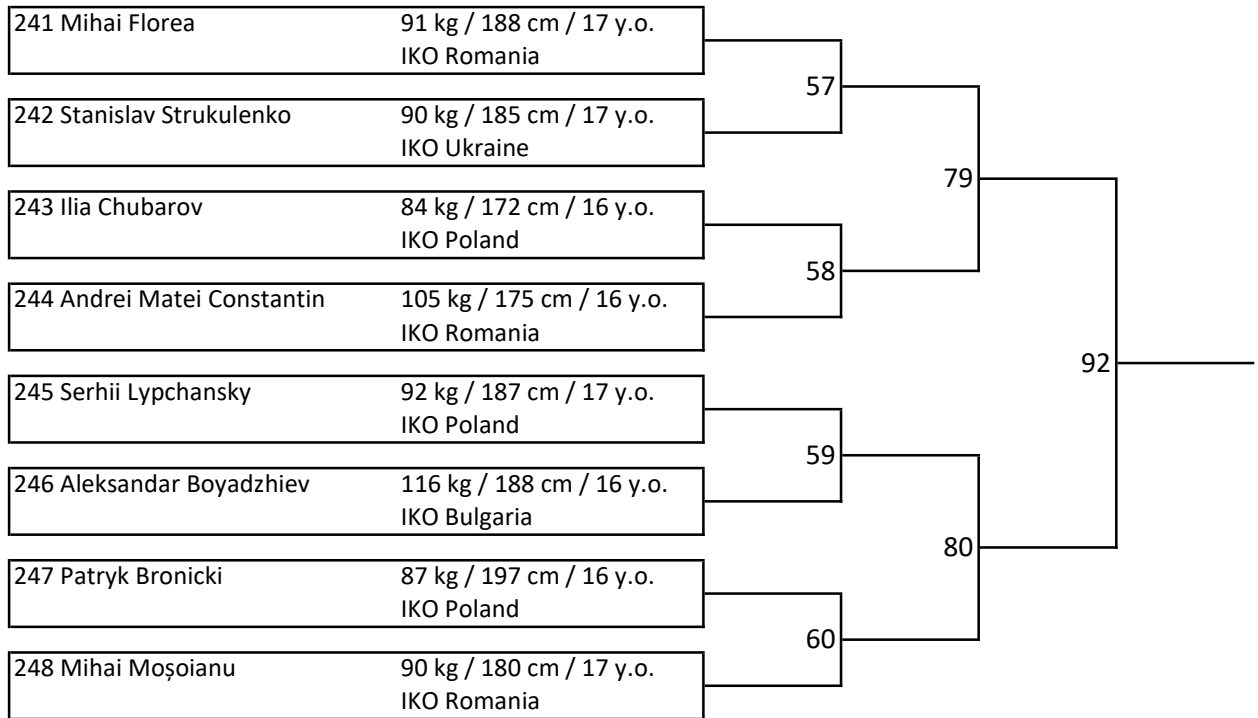 241 Mihai Florea 91 kg / 188 cm / 17 y.o.
IKO Romania
57
242 Stanislav Strukulenko 90 kg / 185 cm / 17 y.o.
IKO Ukraine
79
243 Ilia Chubarov 84 kg / 172 cm / 16 y.o.
IKO Poland
58
244 Andrei Matei Constantin 105 kg / 175 cm / 16 y.o.
IKO Romania
92
245 Serhii Lypchansky 92 kg / 187 cm / 17 y.o.
IKO Poland
59
246 Aleksandar Boyadzhiev 116 kg / 188 cm / 16 y.o.
IKO Bulgaria
80
247 Patryk Bronicki 87 kg / 197 cm / 16 y.o.
IKO Poland
60
248 Mihai Moșoianu 90 kg / 180 cm / 17 y.o.
IKO Romania